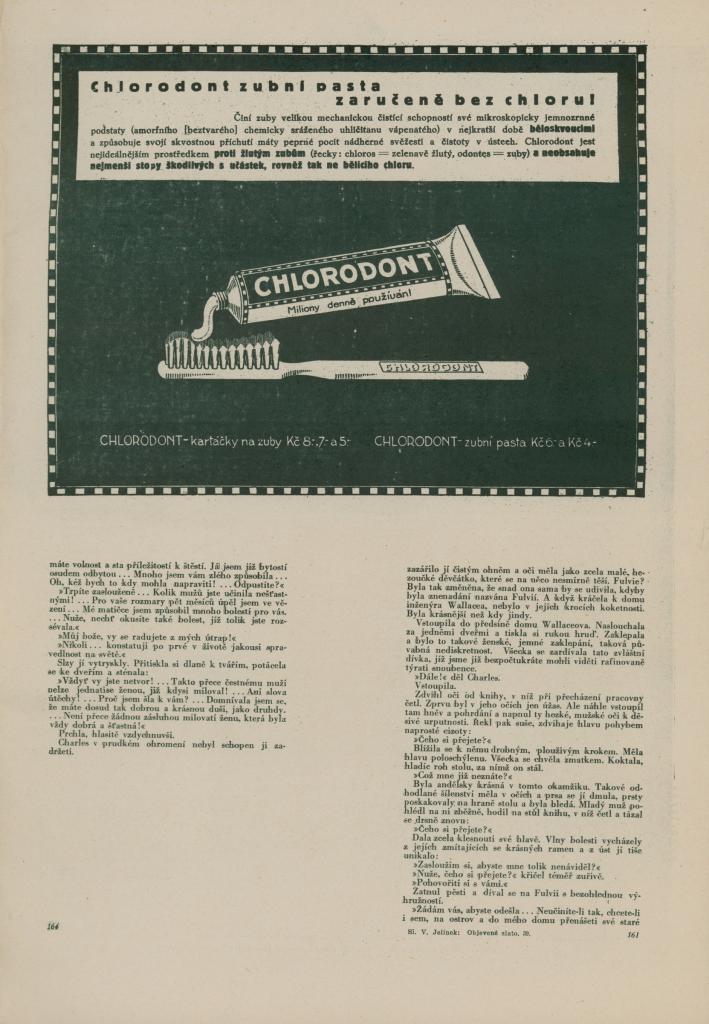 Chlorodont zubní pasta
zaručeně bez chloru!
Činí zuby velikou mechanickou čistící schopností své mikroskopicky jemnozrnné
podstaty (amorfního [beztvarého] chemicky sráženého uhličitanu vápenatého) v nejkratší době běloskvoucími
a způsobuje svojí skvostnou příchutí máty peprné pocit nádherné svěžesti a čistoty v ústech. Chlorodont jest
nejideálnějším prostředkem proti žlutým zubům (řecky: chloros = zelenavě žlutý, odontes = zuby) a neobsahuje
nejmenší stopy škodlivých součástek, rovněž tak ne bělicího chloru.
CHLORODONT
Miliony denně používání
CHLORODONT
CHLORODONT-kartáčky na zuby Kč 8·-,7·- a 5·-
CHLORODONT-zubní pasta Kč 6·- a Kč 4·-
máte volnost a sta příležitostí k štěstí. Já jsem již bytostí
osudem odbytou ... Mnoho jsem vám zlého způsobila ...
Oh, kéž bych to kdy mohla napraviti! ... Odpustíte?«
»Trpíte zaslouženě ... Kolik mužů jste učinila nešťast-
nými! ... Pro vaše rozmary pět měsíců úpěl jsem ve vě-
zení ... Mé matičce jsem způsobil mnoho bolesti pro vás,
... Nuže, nechť okusíte také bolest, již tolik jste roz-
sévala.«
»Můj bože, vy se radujete z mých útrap!«
»Nikoli ... konstatuji po prvé v životě jakousi spra-
vedlnost na světě.«
Slzy jí vytryskly. Přitiskla si dlaně k tvářím, potácela
se ke dveřím a sténala:
»Vždyť vy jste netvor! ... Takto přece čestnému muži
nelze jednatise ženou, již kdysi miloval! ... Ani slova
útěchy! ... Proč jsem šla k vám? ... Domnívala jsem se,
že máte dosud tak dobrou a krásnou duši, jako druhdy.
... Není přece žádnou zásluhou milovati ženu, která byla
vždy dobrá a šťastná!«
Prchla, hlasitě vzdychnuvši.
Charles v prudkém ohromení nebyl schopen ji za-
držeti.
164
zazářilo jí čistým ohněm a oči měla jako zcela malé, he-
zoučké děvčátko, které se na něco nesmírně těší. Fulvie?
Byla tak změněna, že snad ona sama by se udivila, kdyby
byla znenadání nazvána Fulvií. A když kráčela k domu
inženýra Wallacea, nebylo v jejích krocích koketnosti.
Byla krásnější než kdy jindy.
Vstoupila do předsíně domu Wallaceova. Naslouchala
za jedněmi dveřmi a tiskla si rukou hruď. Zaklepala
a bylo to takové ženské, jemné zaklepání, taková pů-
vabná nediskretnost. Všecka se zardívala tato zvláštní
dívka, již jsme již bezpočtukráte mohli viděti rafinovaně
týrati snoubence.
»Dále!« děl Charles.
Vstoupila.
Zdvihl oči od knihy, v níž při přecházení pracovny
četl. Zprvu byl v jeho očích jen úžas. Ale náhle vstoupil
tam hněv a pohrdání a napnul ty hezké, mužské oči k dě-
sivé urputnosti. Řekl pak suše, zdvihaje hlavu pohybem
naprosté cizoty:
»Čeho si přejete?«
Blížila se k němu drobným, plouživým krokem. Měla
hlavu poloschýlenu. Všecka se chvěla zmatkem. Koktala,
hladíc roh stolu, za nímž on stál.
»Což mne již neznáte?«
Byla andělsky krásná v tomto okamžiku. Takové od-
hodlané šílenství měla v očích a prsa se jí dmula, prsty
poskakovaly na hraně stolu a byla bledá. Mladý muž po-
hlédl na ni zběžně, hodil na stůl knihu, v níž četl a tázal
se drsně znovu:
»Čeho si přejete?«
Dala zcela klesnouti své hlavě. Vlny bolesti vycházely
z jejích zmítajících se krásných ramen a z úst jí tiše
unikalo:
»Zasloužím si, abyste mne tolik nenáviděl?«
»Nuže, čeho si přejete?« křičel téměř zuřivě.
»Pohovořiti si s vámi.«
Zatnul pěsti a díval se na Fulvii s bezohlednou vý-
hružností.
»Žádám vás, abyste odešla ... Neučiníte-li tak, chcete-li
i sem, na ostrov a do mého domu přenášeti své staré
Sl. V. Jelínek: Objevené zlato. 39.
161